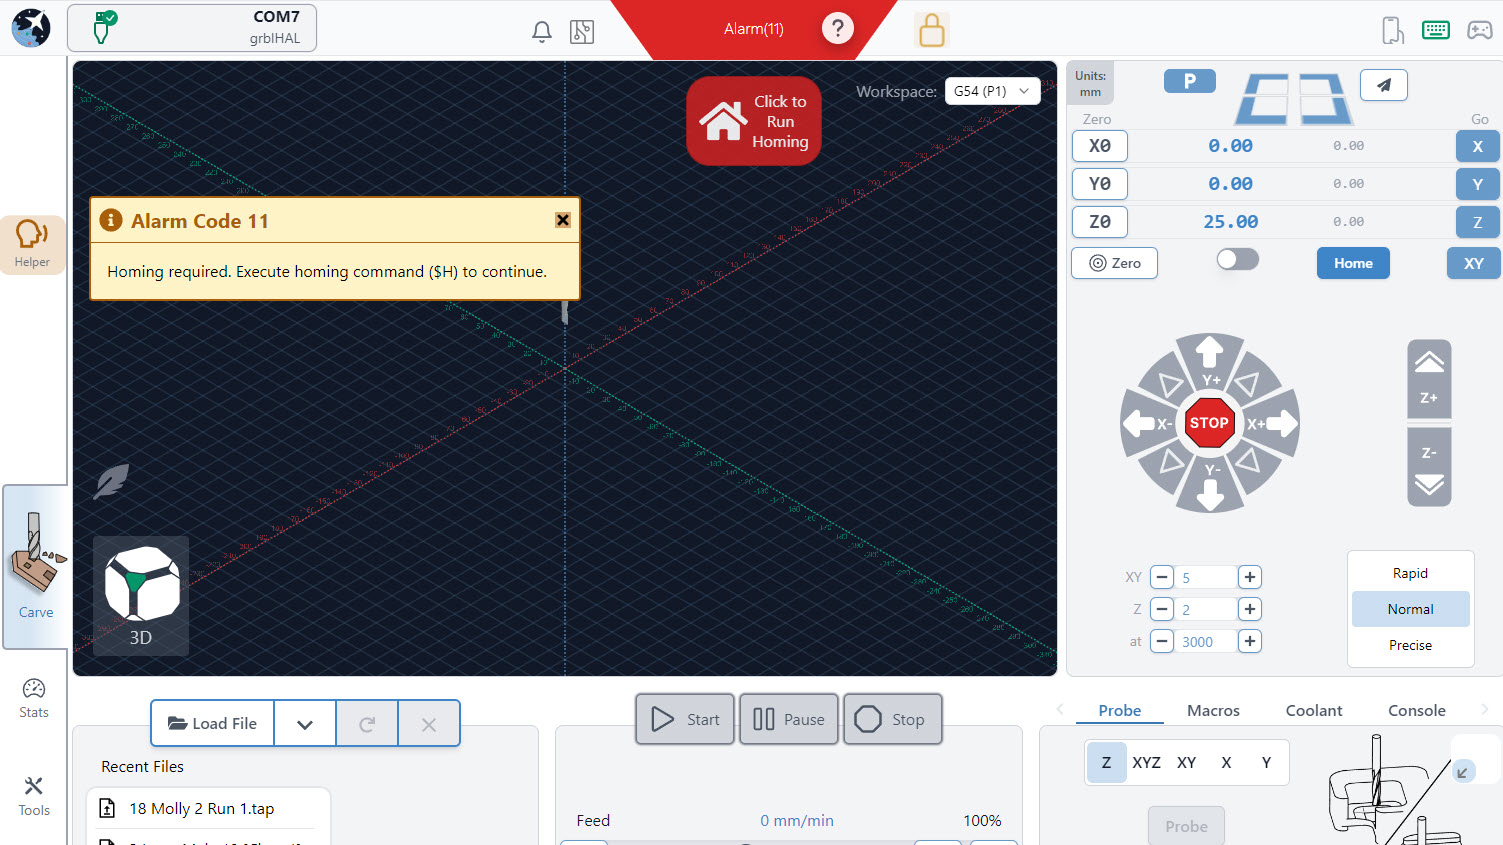 COM7
grblHAL
Alarm(11)
?
Click to
Run
Homing
Workspace:
G54 (P1)
Alarm Code 11
Homing required. Execute homing command ($H) to continue.
Helper
Carve
Stats
Tools
3D
Units:
mm
P
Zero
Go
X0
0.00
0.00
X
Y0
0.00
0.00
Y
Z0
25.00
0.00
Z
Zero
Home
XY
Y+
X-
STOP
X+
Y-
Z+
Z-
XY
5
Z
2
at
3000
Rapid
Normal
Precise
Load File
Recent Files
18 Molly 2 Run 1.tap
Start
Pause
Stop
Feed
0 mm/min
100%
Probe
Macros
Coolant
Console
Z
XYZ
XY
X
Y
Probe